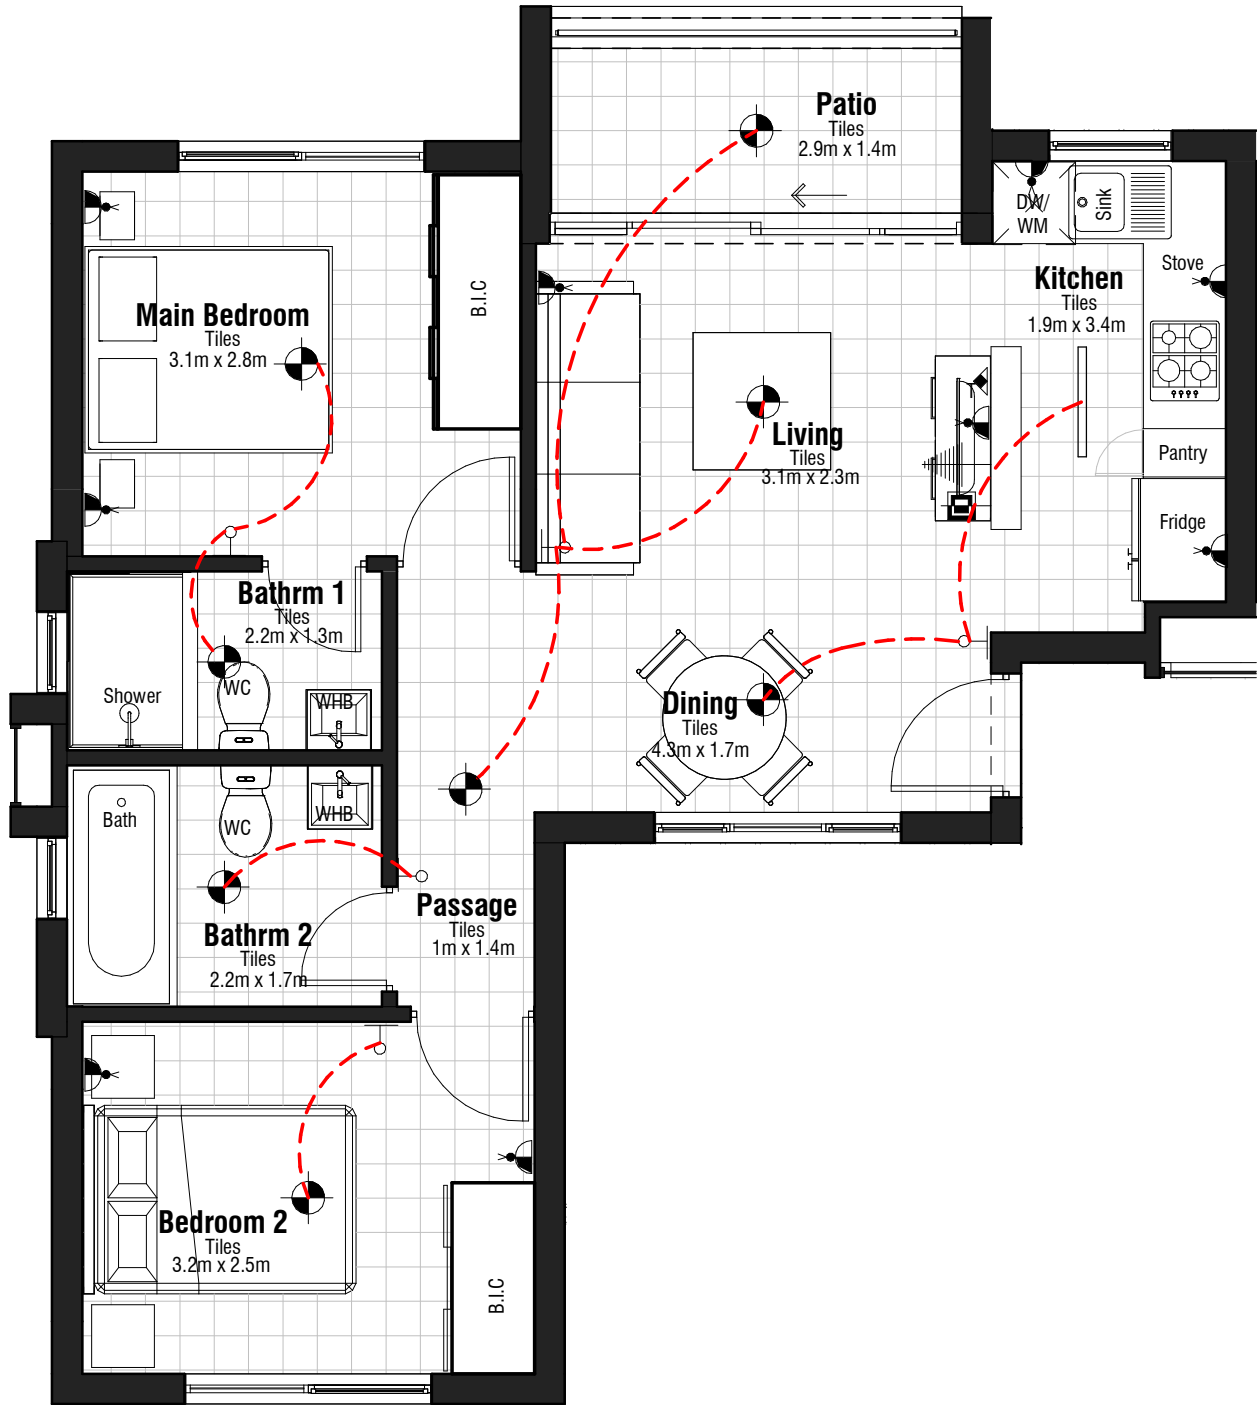 Patio
Tiles
2.9m x 1.4m
DW/
WM
Sink
Stove
Kitchen
Tiles
1.9m x 3.4m
Main Bedroom
Tiles
3.1m x 2.8m
B.I.C
Living
Tiles
3.1m x 2.3m
Pantry
Fridge
Bathrm 1
Tiles
2.2m x 1.3m
Shower
WC
WHB
Dining
Tiles
4.3m x 1.7m
Bath
WC
WHB
Passage
Tiles
1m x 1.4m
Bathrm 2
Tiles
2.2m x 1.7m
Bedroom 2
Tiles
3.2m x 2.5m
B.I.C